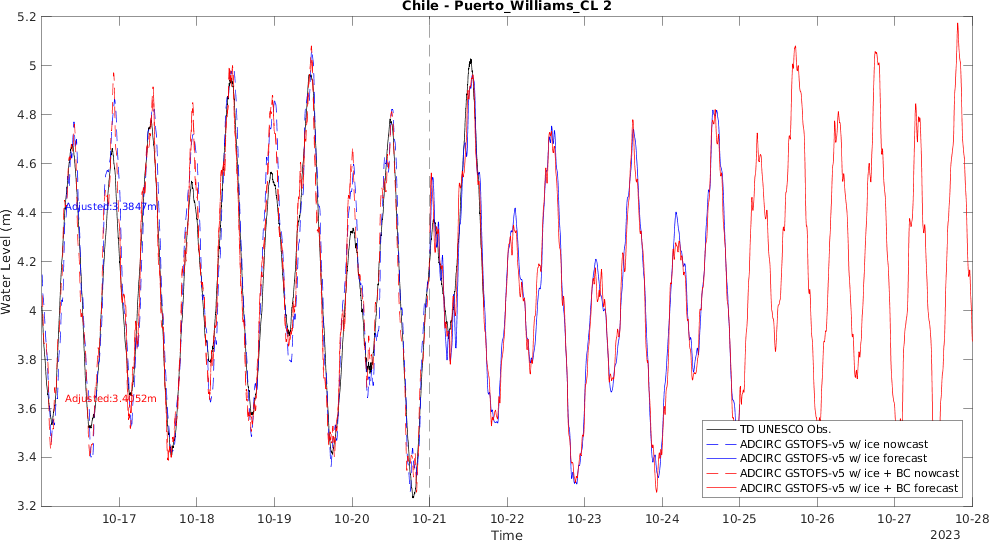 Chile - Puerto_Williams_CL 2
5.2
5
4.8
4.6
4.4
4.2
4
3.8
3.6
3.4
3.2
Water Level (m)
Adjusted:3.3847m
Adjusted:3.4052m
TD UNESCO Obs.
ADCIRC GSTOFS-v5 w/ ice nowcast
ADCIRC GSTOFS-v5 w/ ice forecast
ADCIRC GSTOFS-v5 w/ ice + BC nowcast
ADCIRC GSTOFS-v5 w/ ice + BC forecast
10-17 10-18 10-19 10-20 10-21 10-22 10-23 10-24 10-25 10-26 10-27 10-28
Time
2023